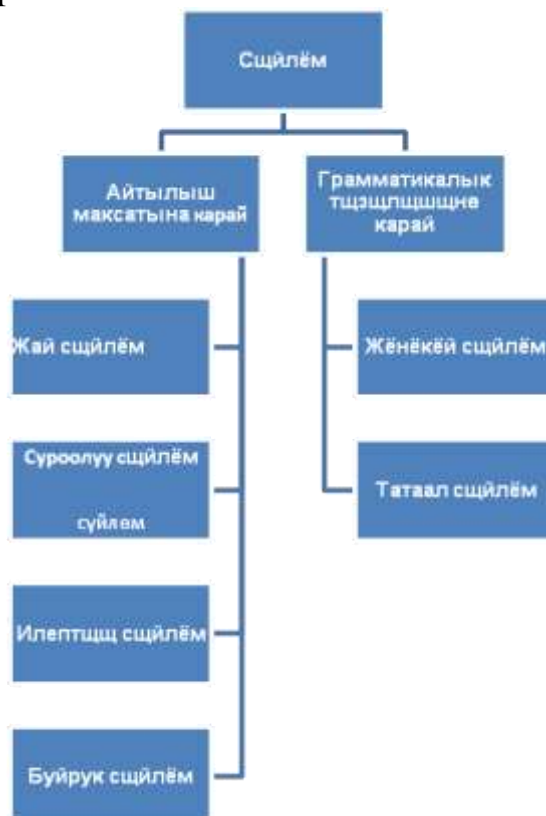 Сщйлём
Айтылыш
максатына карай
Грамматикалык
тщзщлщшщне
карай
Жай сщйлём
Суроолуу сщйлём
сүйлем
Илептщщ сщйлём
Буйрук сщйлём
Жёнёкёй сщйлём
Татаал сщйлём